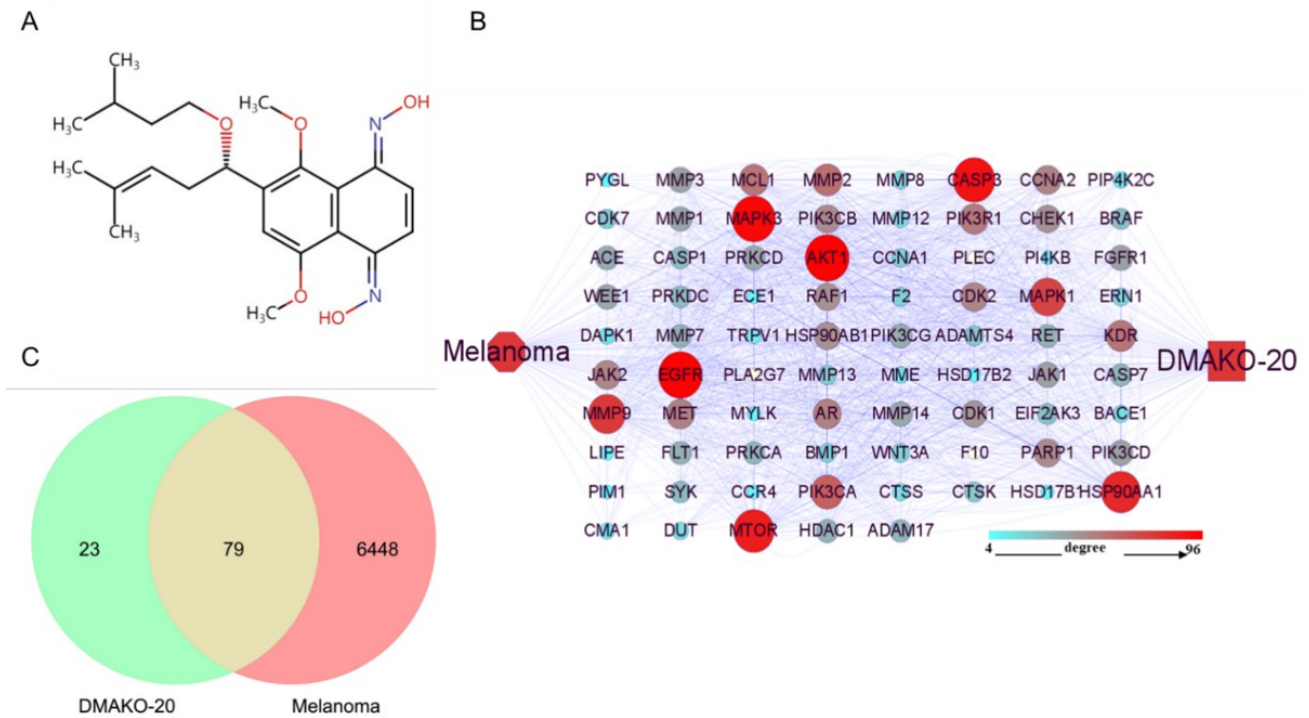 A
CH₃
H₃C
O
H₃C
O
N
OH
H₃C
CH₃
O
H₃C
N
HO
B
PYGL MMP3 MCL1 MMP2 MMP8 CASP3 CCNA2 PIP4K2C
CDK7 MMP1 MAPK3 PIK3CB MMP12 PIK3R1 CHEK1 BRAF
ACE CASP1 PRKCD AKT1 CCNA1 PLEC PI4KB FGFR1
WEE1 PRKDC ECE1 RAF1 F2 CDK2 MAPK1 ERN1
DAPK1 MMP7 TRPV1 HSP90AB1 PIK3CG ADAMTS4 RET KDR
Melanoma
DMAKO-20
JAK2 EGFR PLA2G7 MMP13 MME HSD17B2 JAK1 CASP7
MMP9 MET MYLK AR MMP14 CDK1 EIF2AK3 BACE1
LIPE FLT1 PRKCA BMP1 WNT3A F10 PARP1 PIK3CD
PIM1 SYK CCR4 PIK3CA CTSS CTSK HSD17B1 HSP90AA1
CMA1 DUT MTOR HDAC1 ADAM17
4 degree 96
C
23 79 6448
DMAKO-20 Melanoma